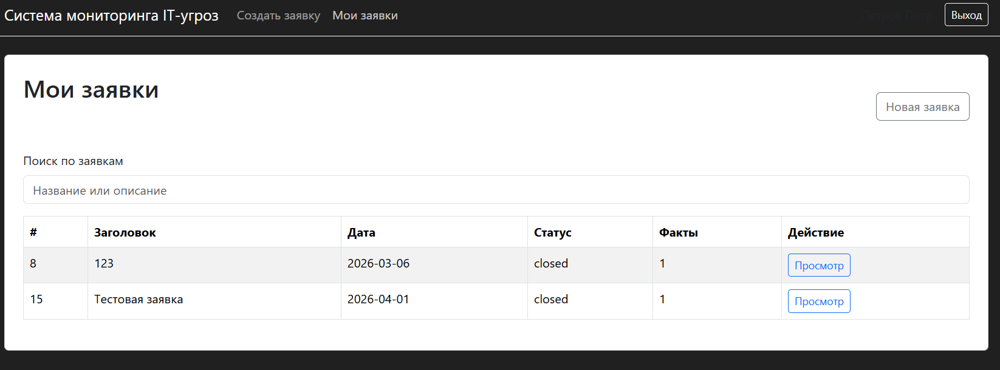 Система мониторинга IT-угроз Создать заявку Мои заявки Петров Петр Выход
Мои заявки
Новая заявка
Поиск по заявкам
Название или описание
# Заголовок Дата Статус Факты Действие
8 123 2026-03-06 closed 1 Просмотр
15 Тестовая заявка 2026-04-01 closed 1 Просмотр